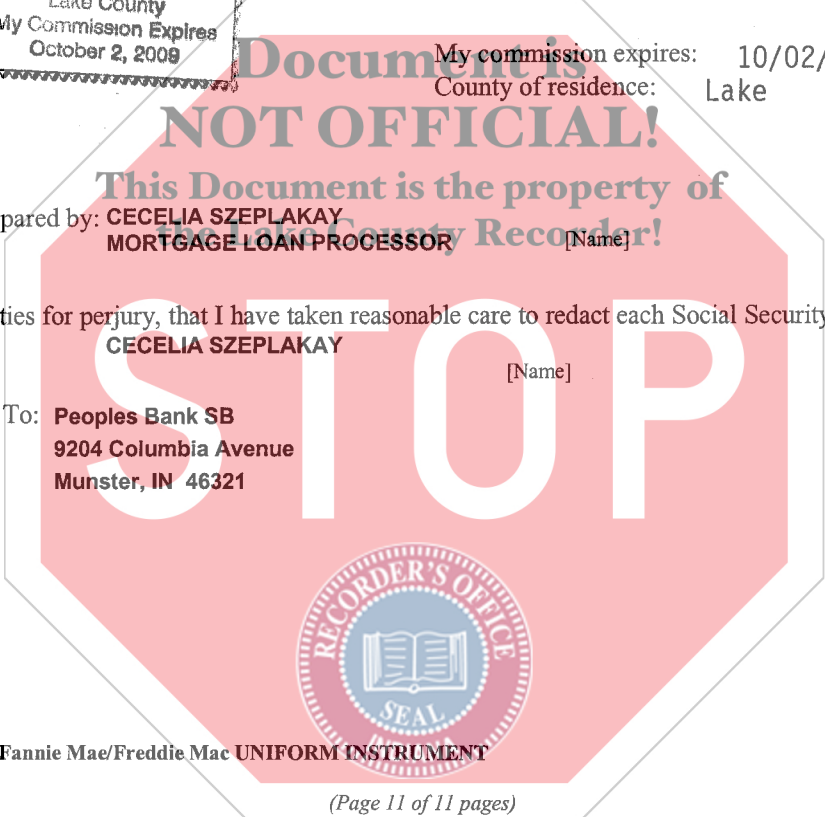 Lake County
My Commission Expires
October 2, 2009
My commission expires: 10/02/
County of residence: Lake
Document is
NOT OFFICIAL!
This Document is the property of
the Lake County Recorder!
pared by: CECELIA SZEPLAKAY
MORTGAGE LOAN PROCESSOR [Name]
ties for perjury, that I have taken reasonable care to redact each Social Security
CECELIA SZEPLAKAY
[Name]
STOP
To: Peoples Bank SB
9204 Columbia Avenue
Munster, IN 46321
RECORDER'S OFFICE
SEAL
INDIANA
Fannie Mae/Freddie Mac UNIFORM INSTRUMENT
(Page 11 of 11 pages)